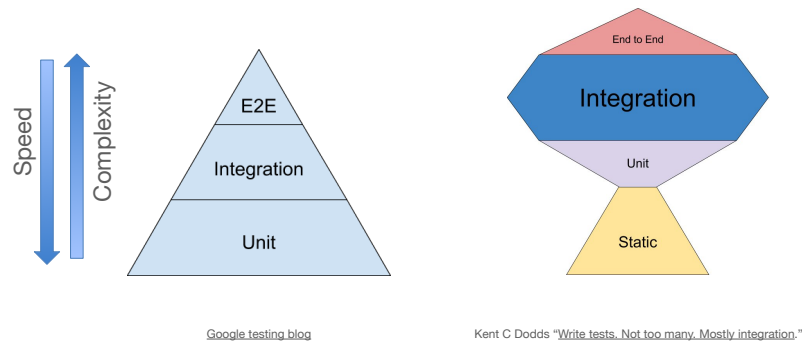 Speed
Complexity
E2E
Integration
Unit
Google testing blog
End to End
Integration
Unit
Static
Kent C Dodds “Write tests. Not too many. Mostly integration.”